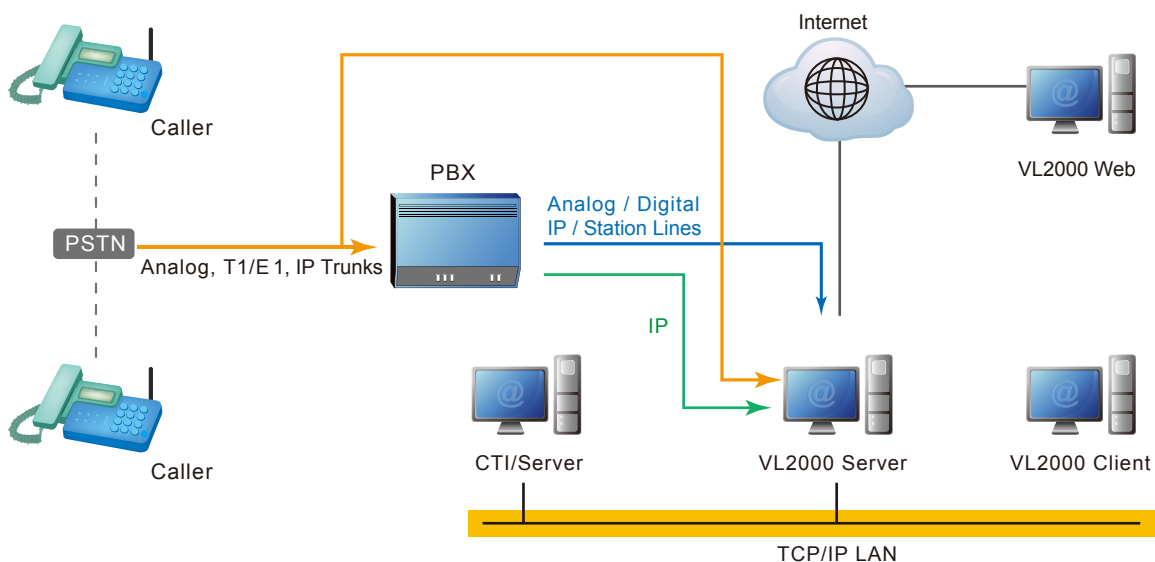 Internet
Caller
VL2000 Web
PBX
Analog / Digital
IP / Station Lines
PSTN
Analog, T1/E 1, IP Trunks
IP
@
@
@
@
Caller
CTI/Server
VL2000 Server
VL2000 Client
TCP/IP LAN